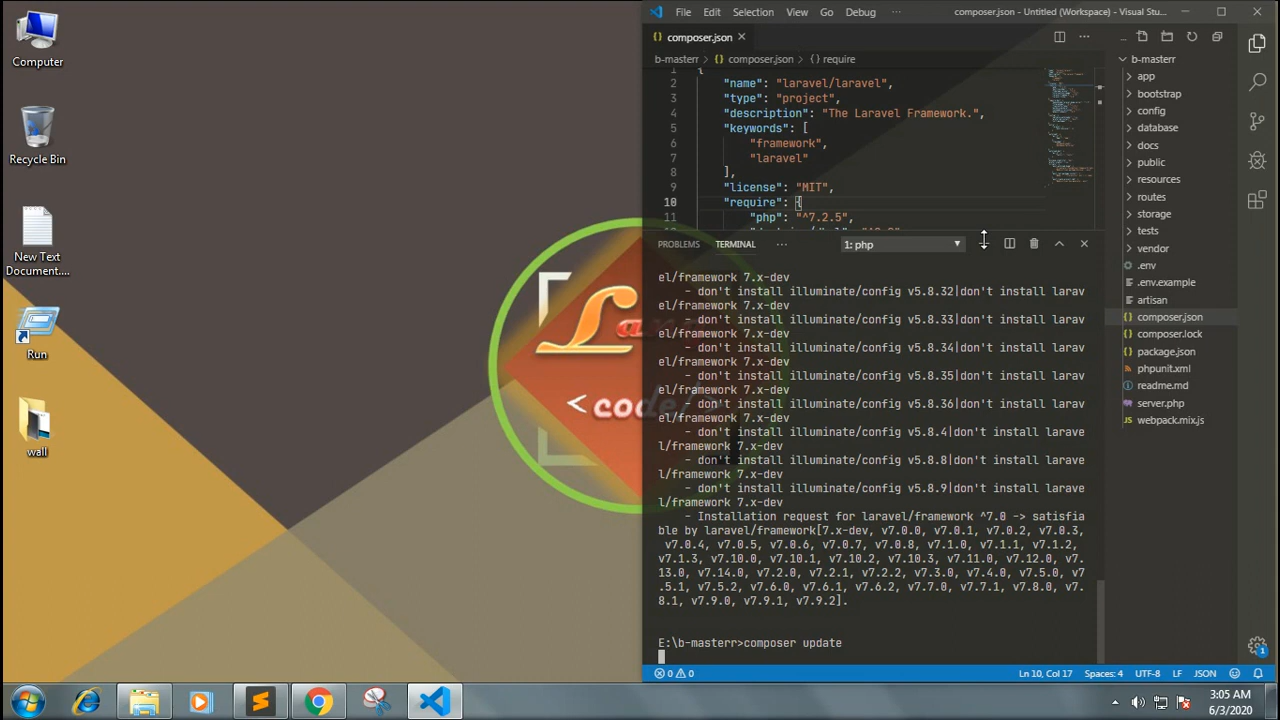 Computer
Recycle Bin
New Text
Document....
Run
wall
<code/>
File Edit Selection View Go Debug ··· composer.json - Untitled (Workspace) - Visual Stu...
{} composer.json ×
b-masterr > {} composer.json > {} require
1 {
2 "name": "laravel/laravel",
3 "type": "project",
4 "description": "The Laravel Framework.",
5 "keywords": [
6 "framework",
7 "laravel"
8 ],
9 "license": "MIT",
10 "require": {
11 "php": "^7.2.5",
PROBLEMS TERMINAL ··· 1: php
el/framework 7.x-dev
- don't install illuminate/config v5.8.32|don't install larav
el/framework 7.x-dev
- don't install illuminate/config v5.8.33|don't install larav
el/framework 7.x-dev
- don't install illuminate/config v5.8.34|don't install larav
el/framework 7.x-dev
- don't install illuminate/config v5.8.35|don't install larav
el/framework 7.x-dev
- don't install illuminate/config v5.8.36|don't install larav
el/framework 7.x-dev
- don't install illuminate/config v5.8.4|don't install larave
l/framework 7.x-dev
- don't install illuminate/config v5.8.8|don't install larave
l/framework 7.x-dev
- don't install illuminate/config v5.8.9|don't install larave
l/framework 7.x-dev
- Installation request for laravel/framework ^7.0 -> satisfia
ble by laravel/framework[7.x-dev, v7.0.0, v7.0.1, v7.0.2, v7.0.3,
v7.0.4, v7.0.5, v7.0.6, v7.0.7, v7.0.8, v7.1.0, v7.1.1, v7.1.2,
v7.1.3, v7.10.0, v7.10.1, v7.10.2, v7.10.3, v7.11.0, v7.12.0, v7.
13.0, v7.14.0, v7.2.0, v7.2.1, v7.2.2, v7.3.0, v7.4.0, v7.5.0, v7
.5.1, v7.5.2, v7.6.0, v7.6.1, v7.6.2, v7.7.0, v7.7.1, v7.8.0, v7.
8.1, v7.9.0, v7.9.1, v7.9.2].
E:\b-masterr>composer update
b-masterr
app
bootstrap
config
database
docs
public
resources
routes
storage
tests
vendor
.env
.env.example
artisan
composer.json
composer.lock
package.json
phpunit.xml
readme.md
server.php
webpack.mix.js
1
0 0 Ln 10, Col 17 Spaces: 4 UTF-8 LF JSON
3:05 AM
6/3/2020